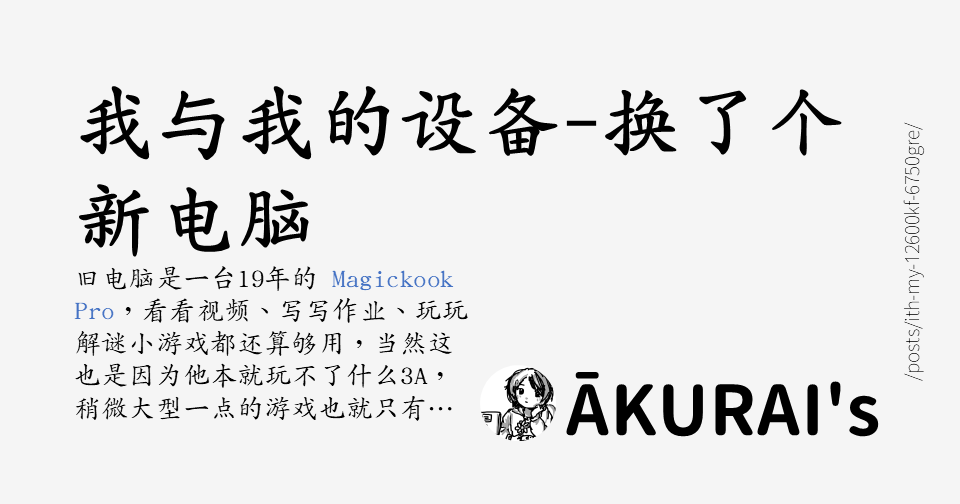 我与我的设备-换了个
新电脑
旧电脑是一台19年的 Magickook
Pro，看看视频、写写作业、玩玩
解谜小游戏都还算够用，当然这
也是因为他本就玩不了什么3A，
稍微大型一点的游戏也就只有…
ĀKURAI's
/posts/ith-my-12600kf-6750gre/